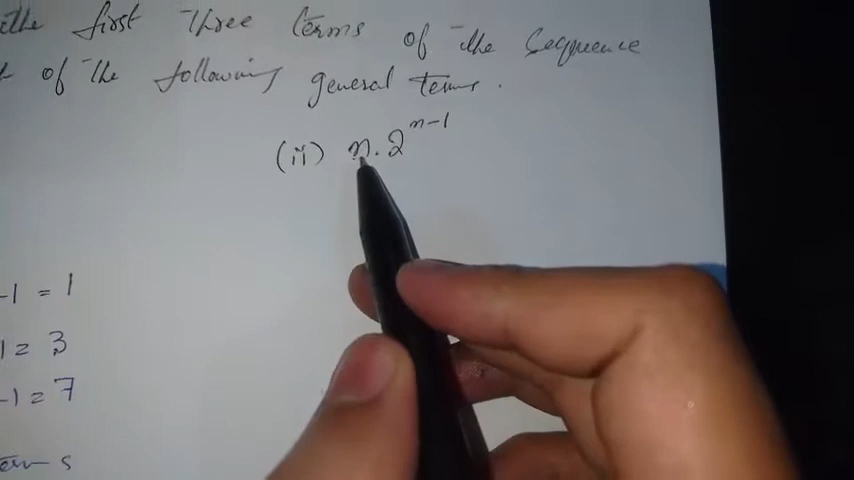 the first three terms of the sequence
of the following general terms.
(ii) n.2^{n-1}
-1 = 1
1 = 3
-1 = 7